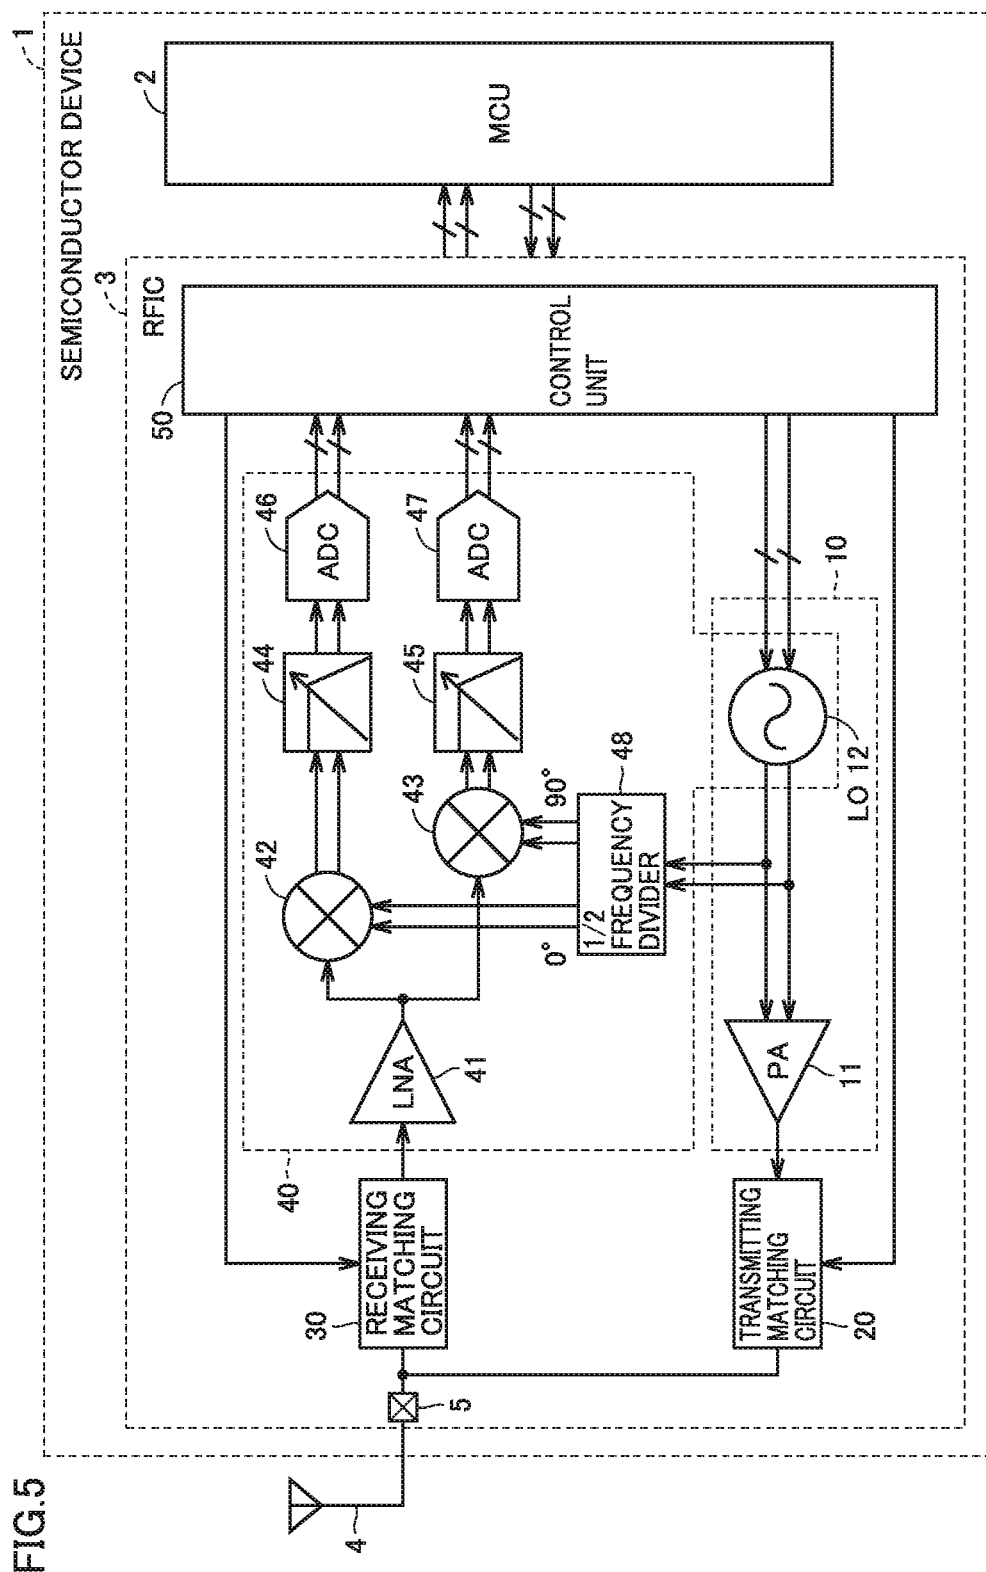 FIG.5
SEMICONDUCTOR DEVICE
1
RFIC
3
4
5
30
RECEIVING
MATCHING
CIRCUIT
40
LNA
41
42
43
44
45
46
ADC
47
ADC
0°
90°
1/2
FREQUENCY
DIVIDER
48
50
CONTROL
UNIT
2
MCU
TRANSMITTING
MATCHING
CIRCUIT
20
PA
11
LO 12
10